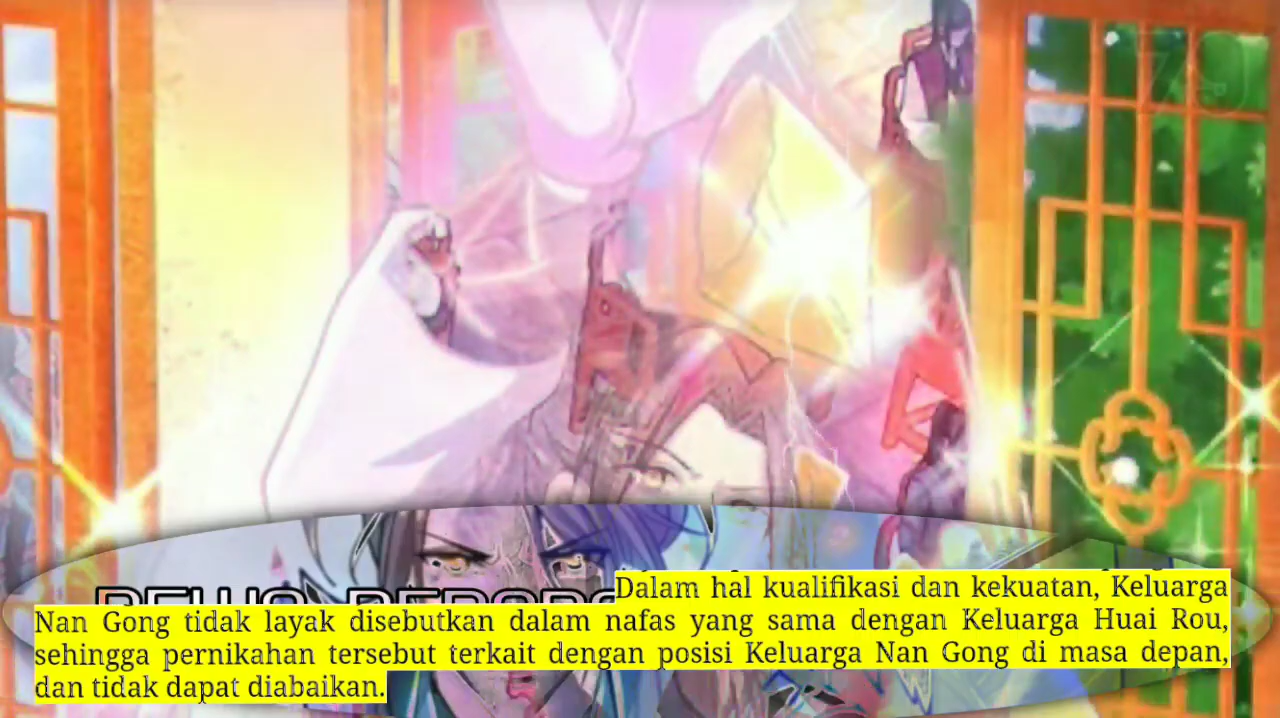 Dalam hal kualifikasi dan kekuatan, Keluarga
Nan Gong tidak layak disebutkan dalam nafas yang sama dengan Keluarga Huai Rou,
sehingga pernikahan tersebut terkait dengan posisi Keluarga Nan Gong di masa depan,
dan tidak dapat diabaikan.